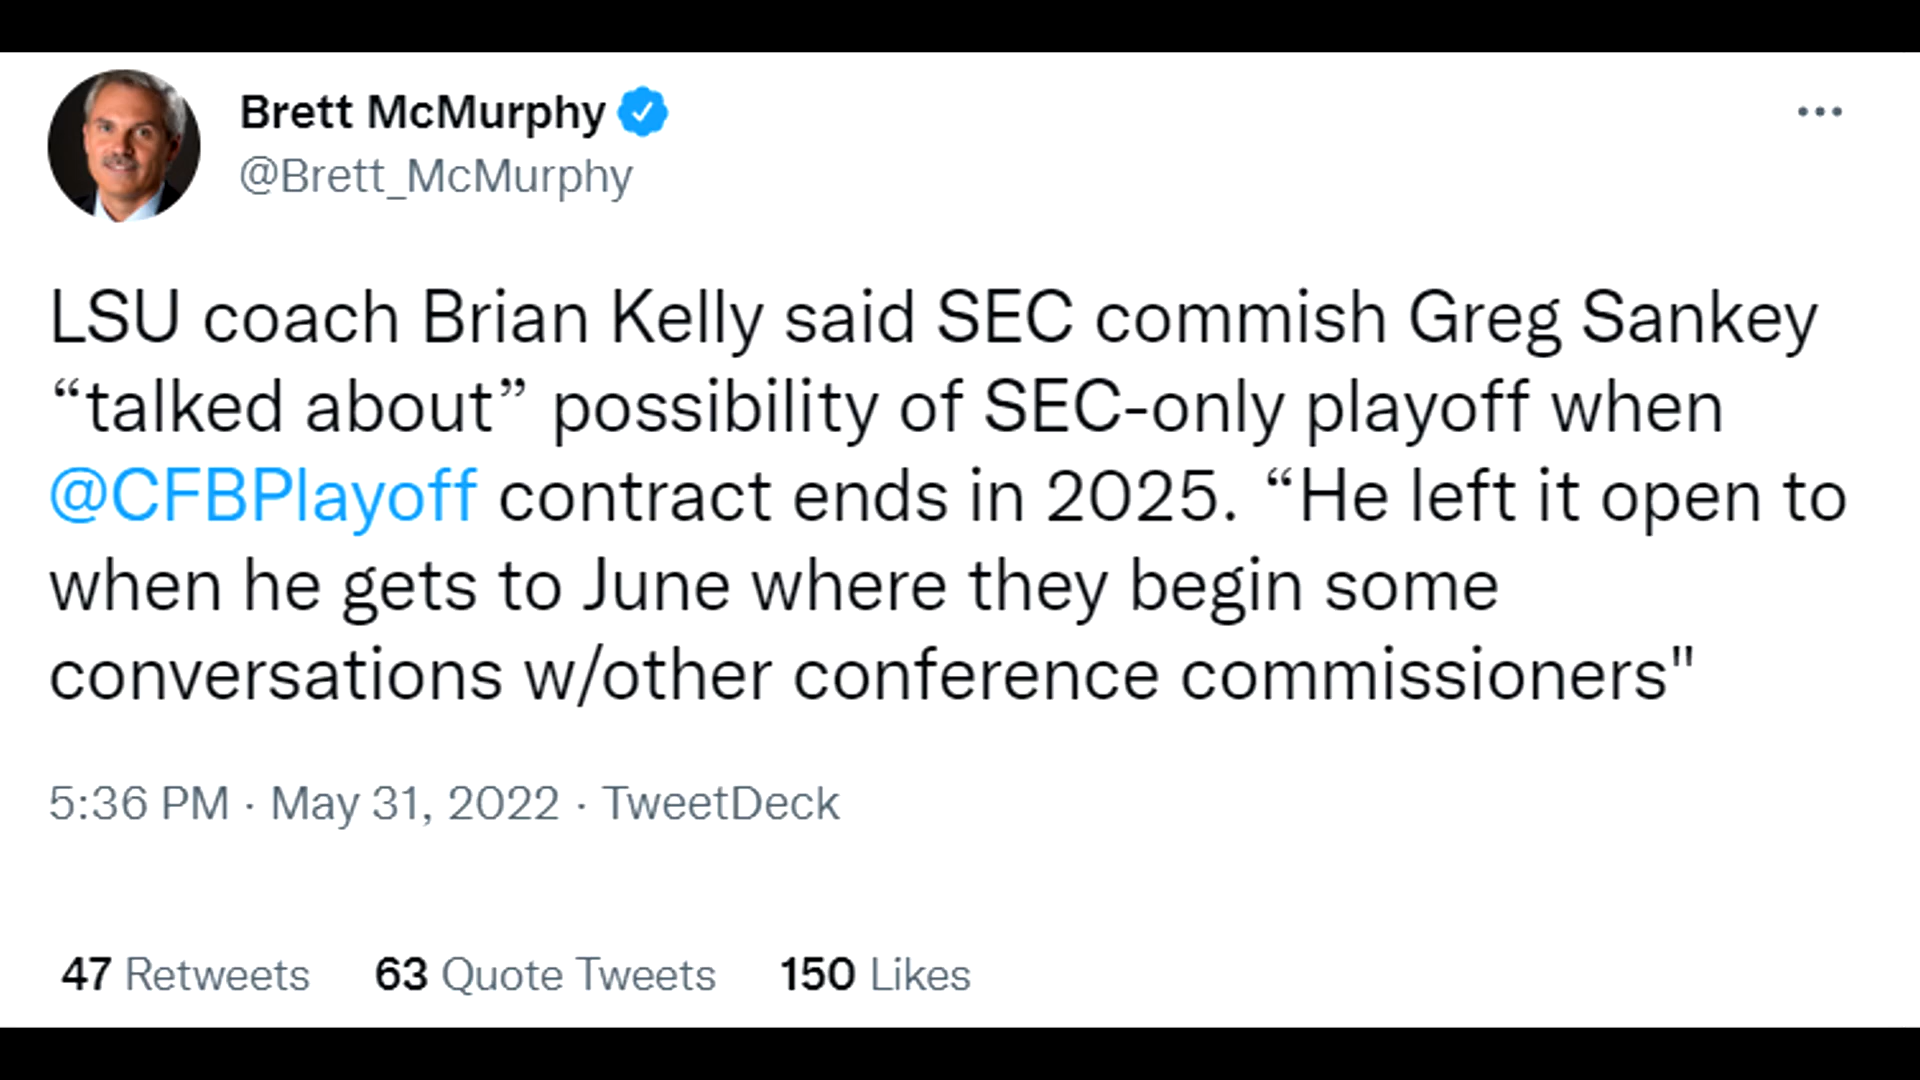 Brett McMurphy
@Brett_McMurphy
LSU coach Brian Kelly said SEC commish Greg Sankey
“talked about” possibility of SEC-only playoff when
@CFBPlayoff contract ends in 2025. “He left it open to
when he gets to June where they begin some
conversations w/other conference commissioners"
5:36 PM · May 31, 2022 · TweetDeck
47 Retweets 63 Quote Tweets 150 Likes